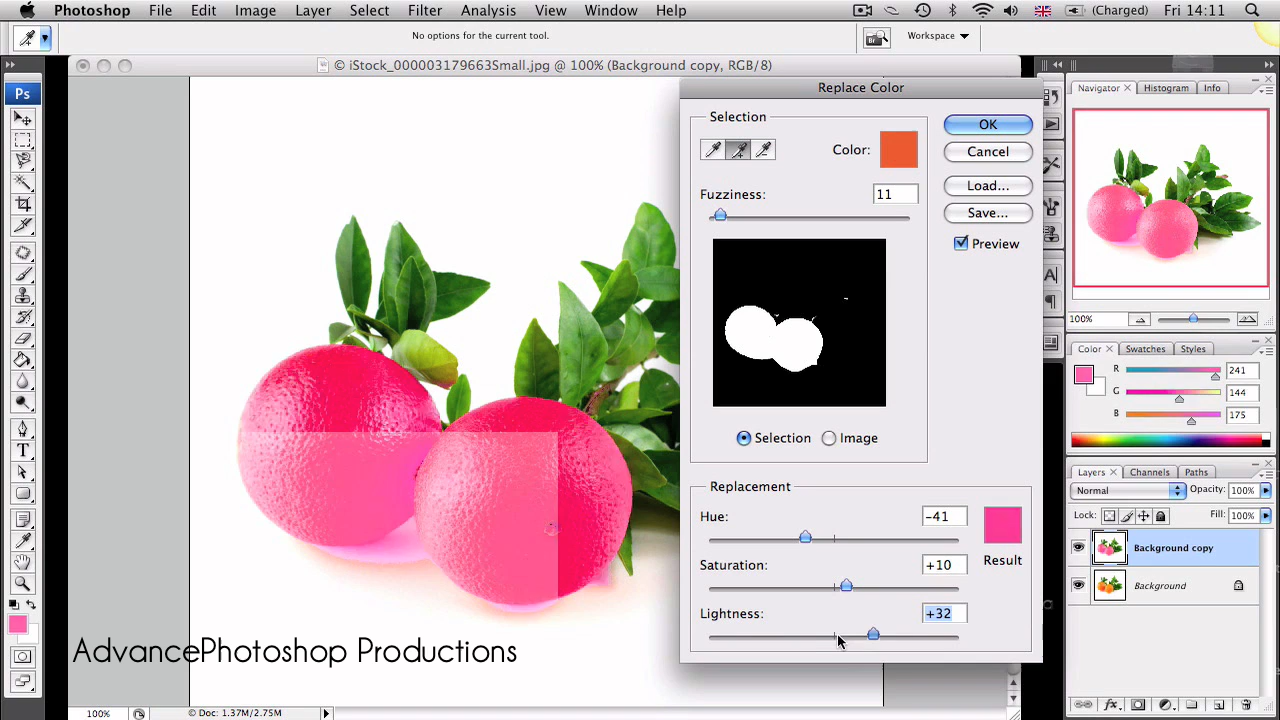 Photoshop File Edit Image Layer Select Filter Analysis View Window Help (Charged) Fri 14:11
No options for the current tool.
Workspace
© iStock_000003179663Small.jpg @ 100% (Background copy, RGB/8)
Ps
Replace Color
Selection
Color:
Fuzziness: 11
Selection Image
OK
Cancel
Load...
Save...
Preview
Replacement
Hue: -41
Saturation: +10
Result
Lightness: +32
Navigator Histogram Info
100%
Color Swatches Styles
R 241
G 144
B 175
Layers Channels Paths
Normal Opacity: 100%
Lock: Fill: 100%
Background copy
Background
AdvancePhotoshop Productions
100% © Doc: 1.37M/2.75M